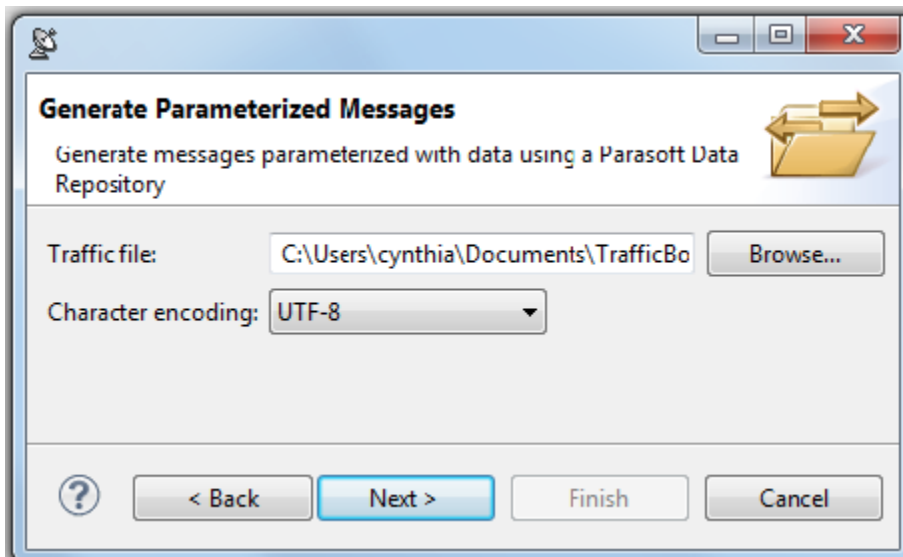 Generate Parameterized Messages
Generate messages parameterized with data using a Parasoft Data
Repository
Traffic file:
C:\Users\cynthia\Documents\TrafficBo
Browse...
Character encoding:
UTF-8
?
< Back
Next >
Finish
Cancel